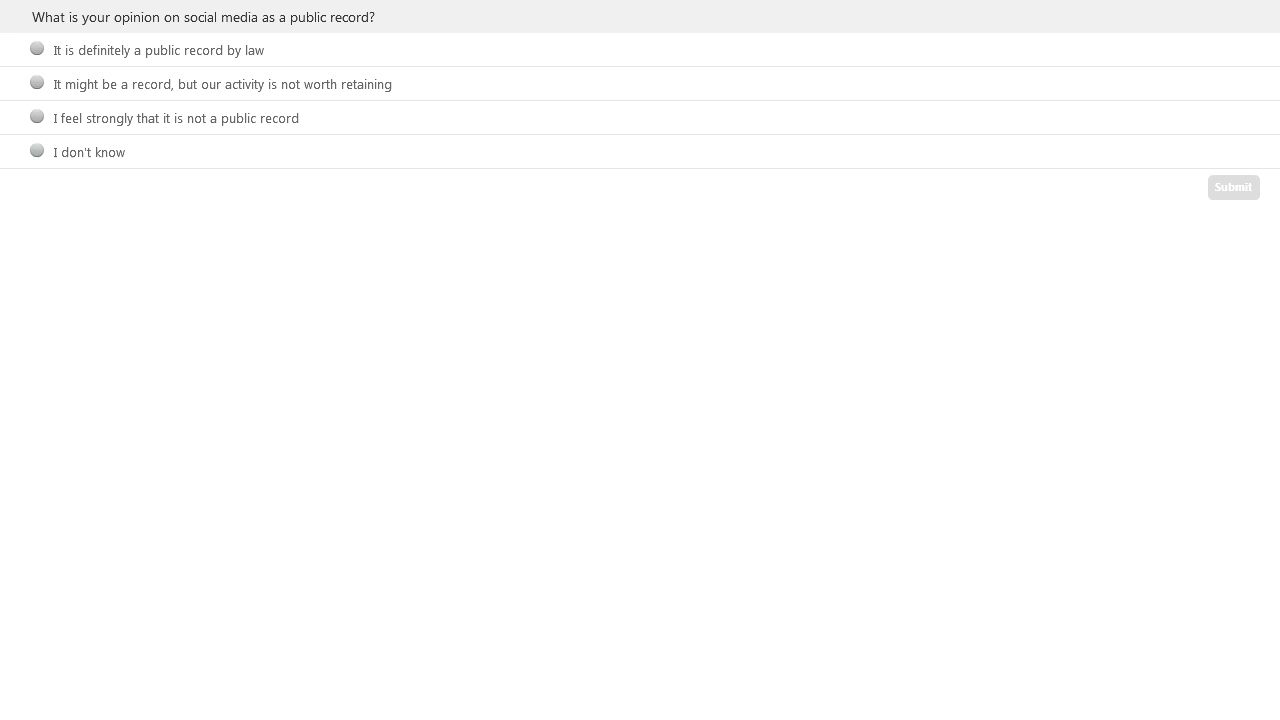 What is your opinion on social media as a public record?
It is definitely a public record by law
It might be a record, but our activity is not worth retaining
I feel strongly that it is not a public record
I don't know
Submit